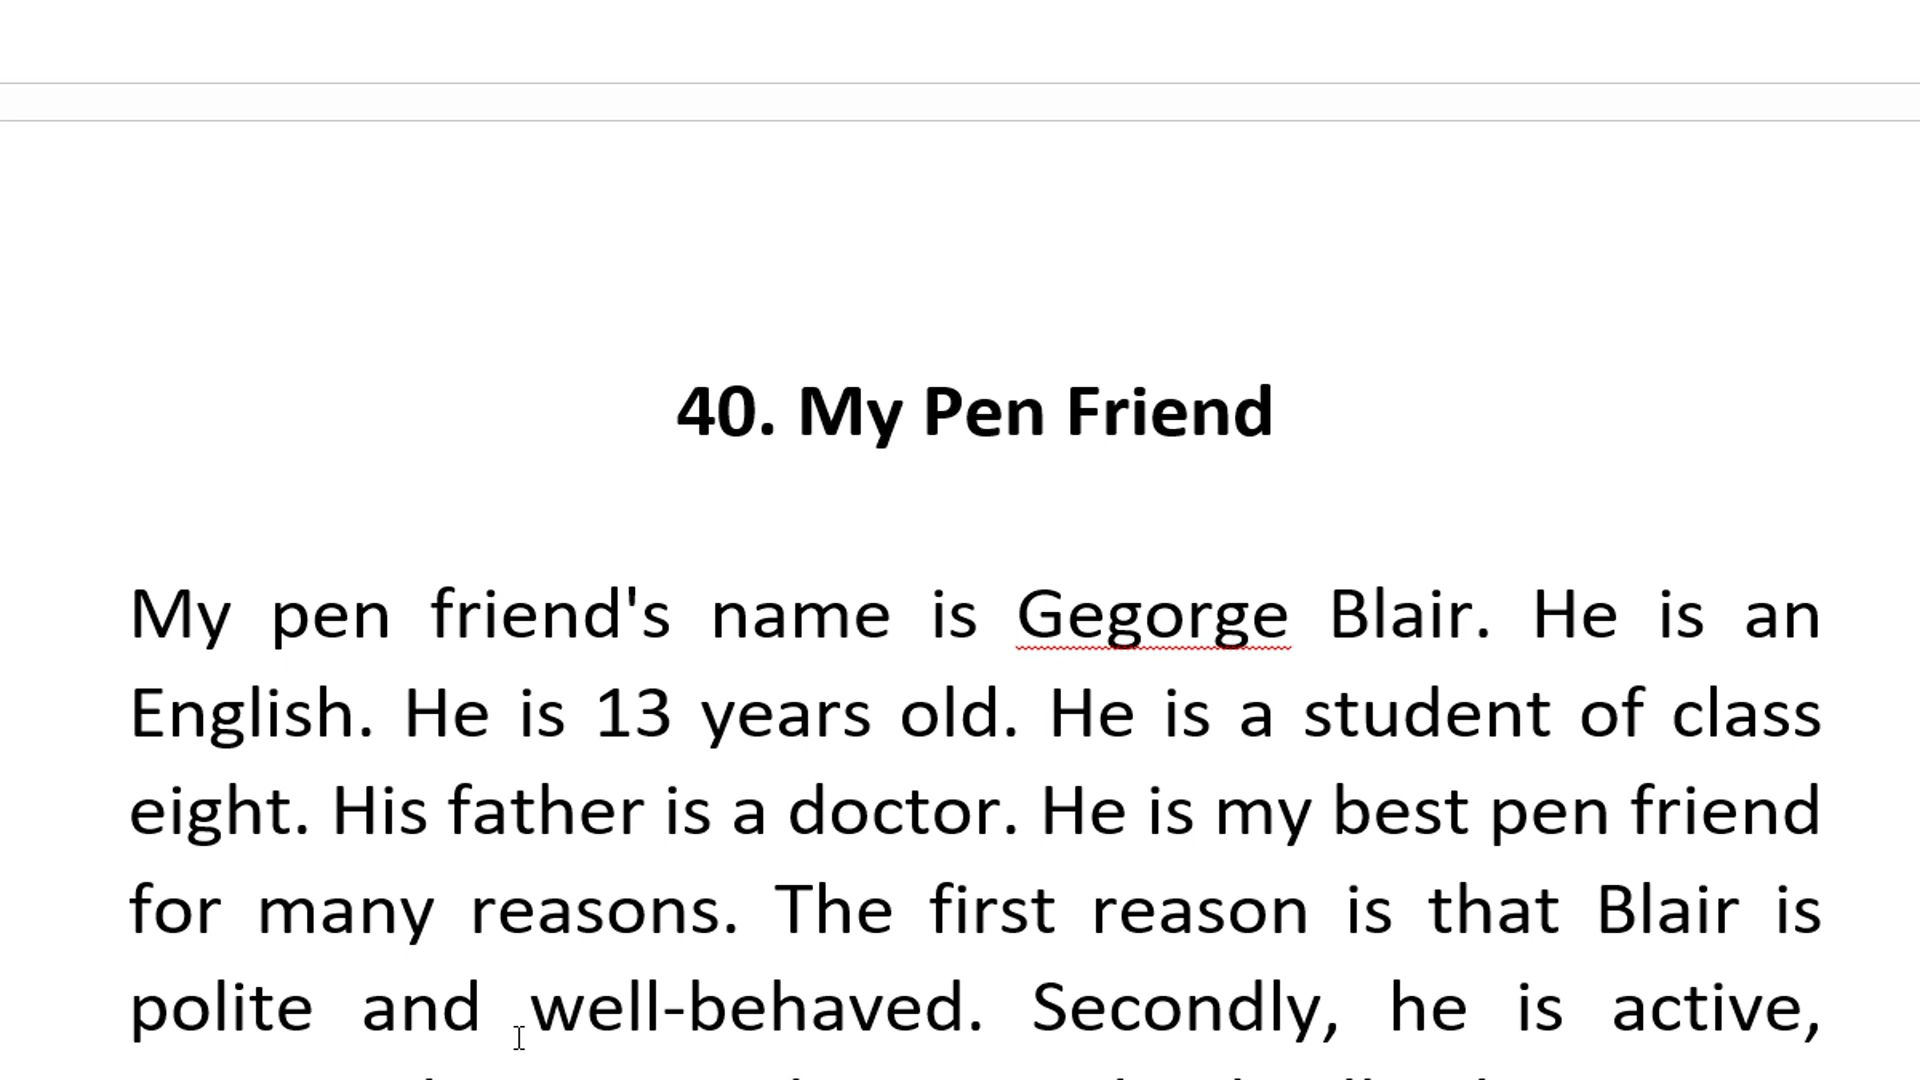 40. My Pen Friend
My pen friend's name is Gegorge Blair. He is an
English. He is 13 years old. He is a student of class
eight. His father is a doctor. He is my best pen friend
for many reasons. The first reason is that Blair is
polite and well-behaved. Secondly, he is active,